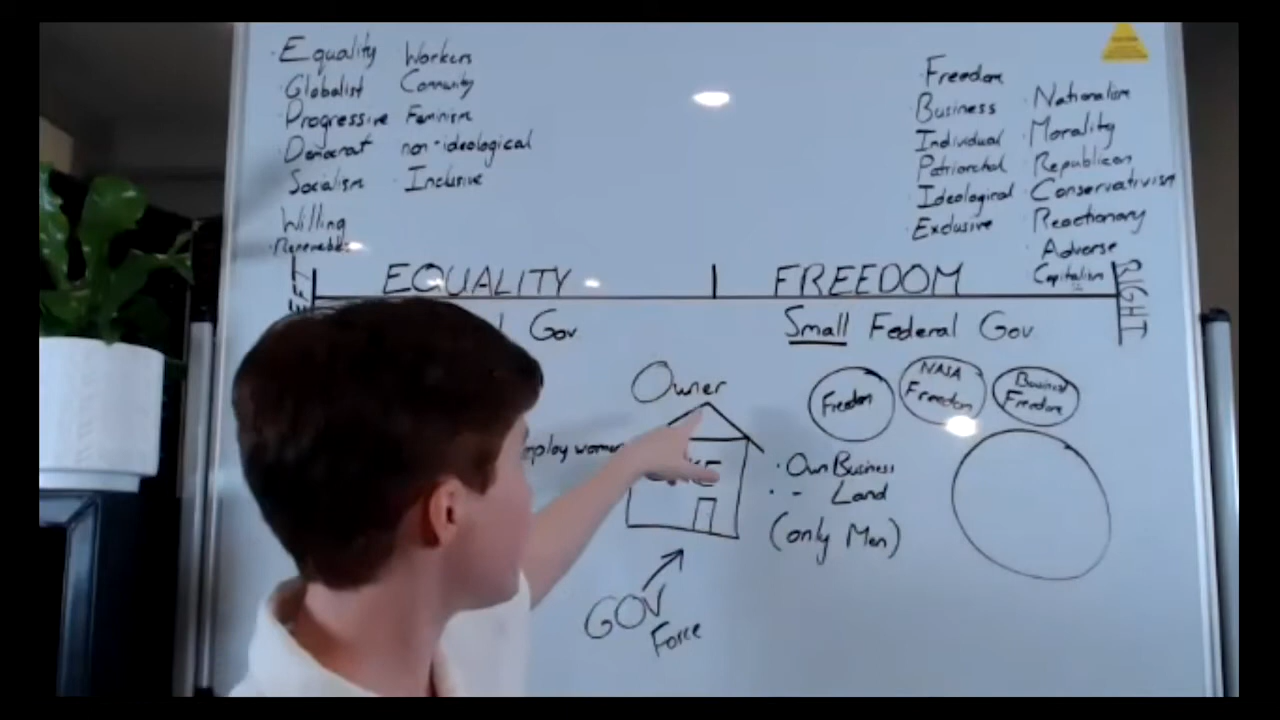 Equality Workers
Globalist Community
Progressive Feminism
Democrat non-ideological
Socialism Inclusive
Willing
Renewable
Freedom
Business Nationalism
Individual Morality
Patriarchal Republican
Ideological Conservativism
Exclusive Reactionary
Adverse
Capitalism
EQUALITY FREEDOM
RIGHT
Gov
Small Federal Gov
Owner
Freedom
NASA
Freedom
Business
Freedom
women
Own Business
- Land
(only Men)
GOV
Force